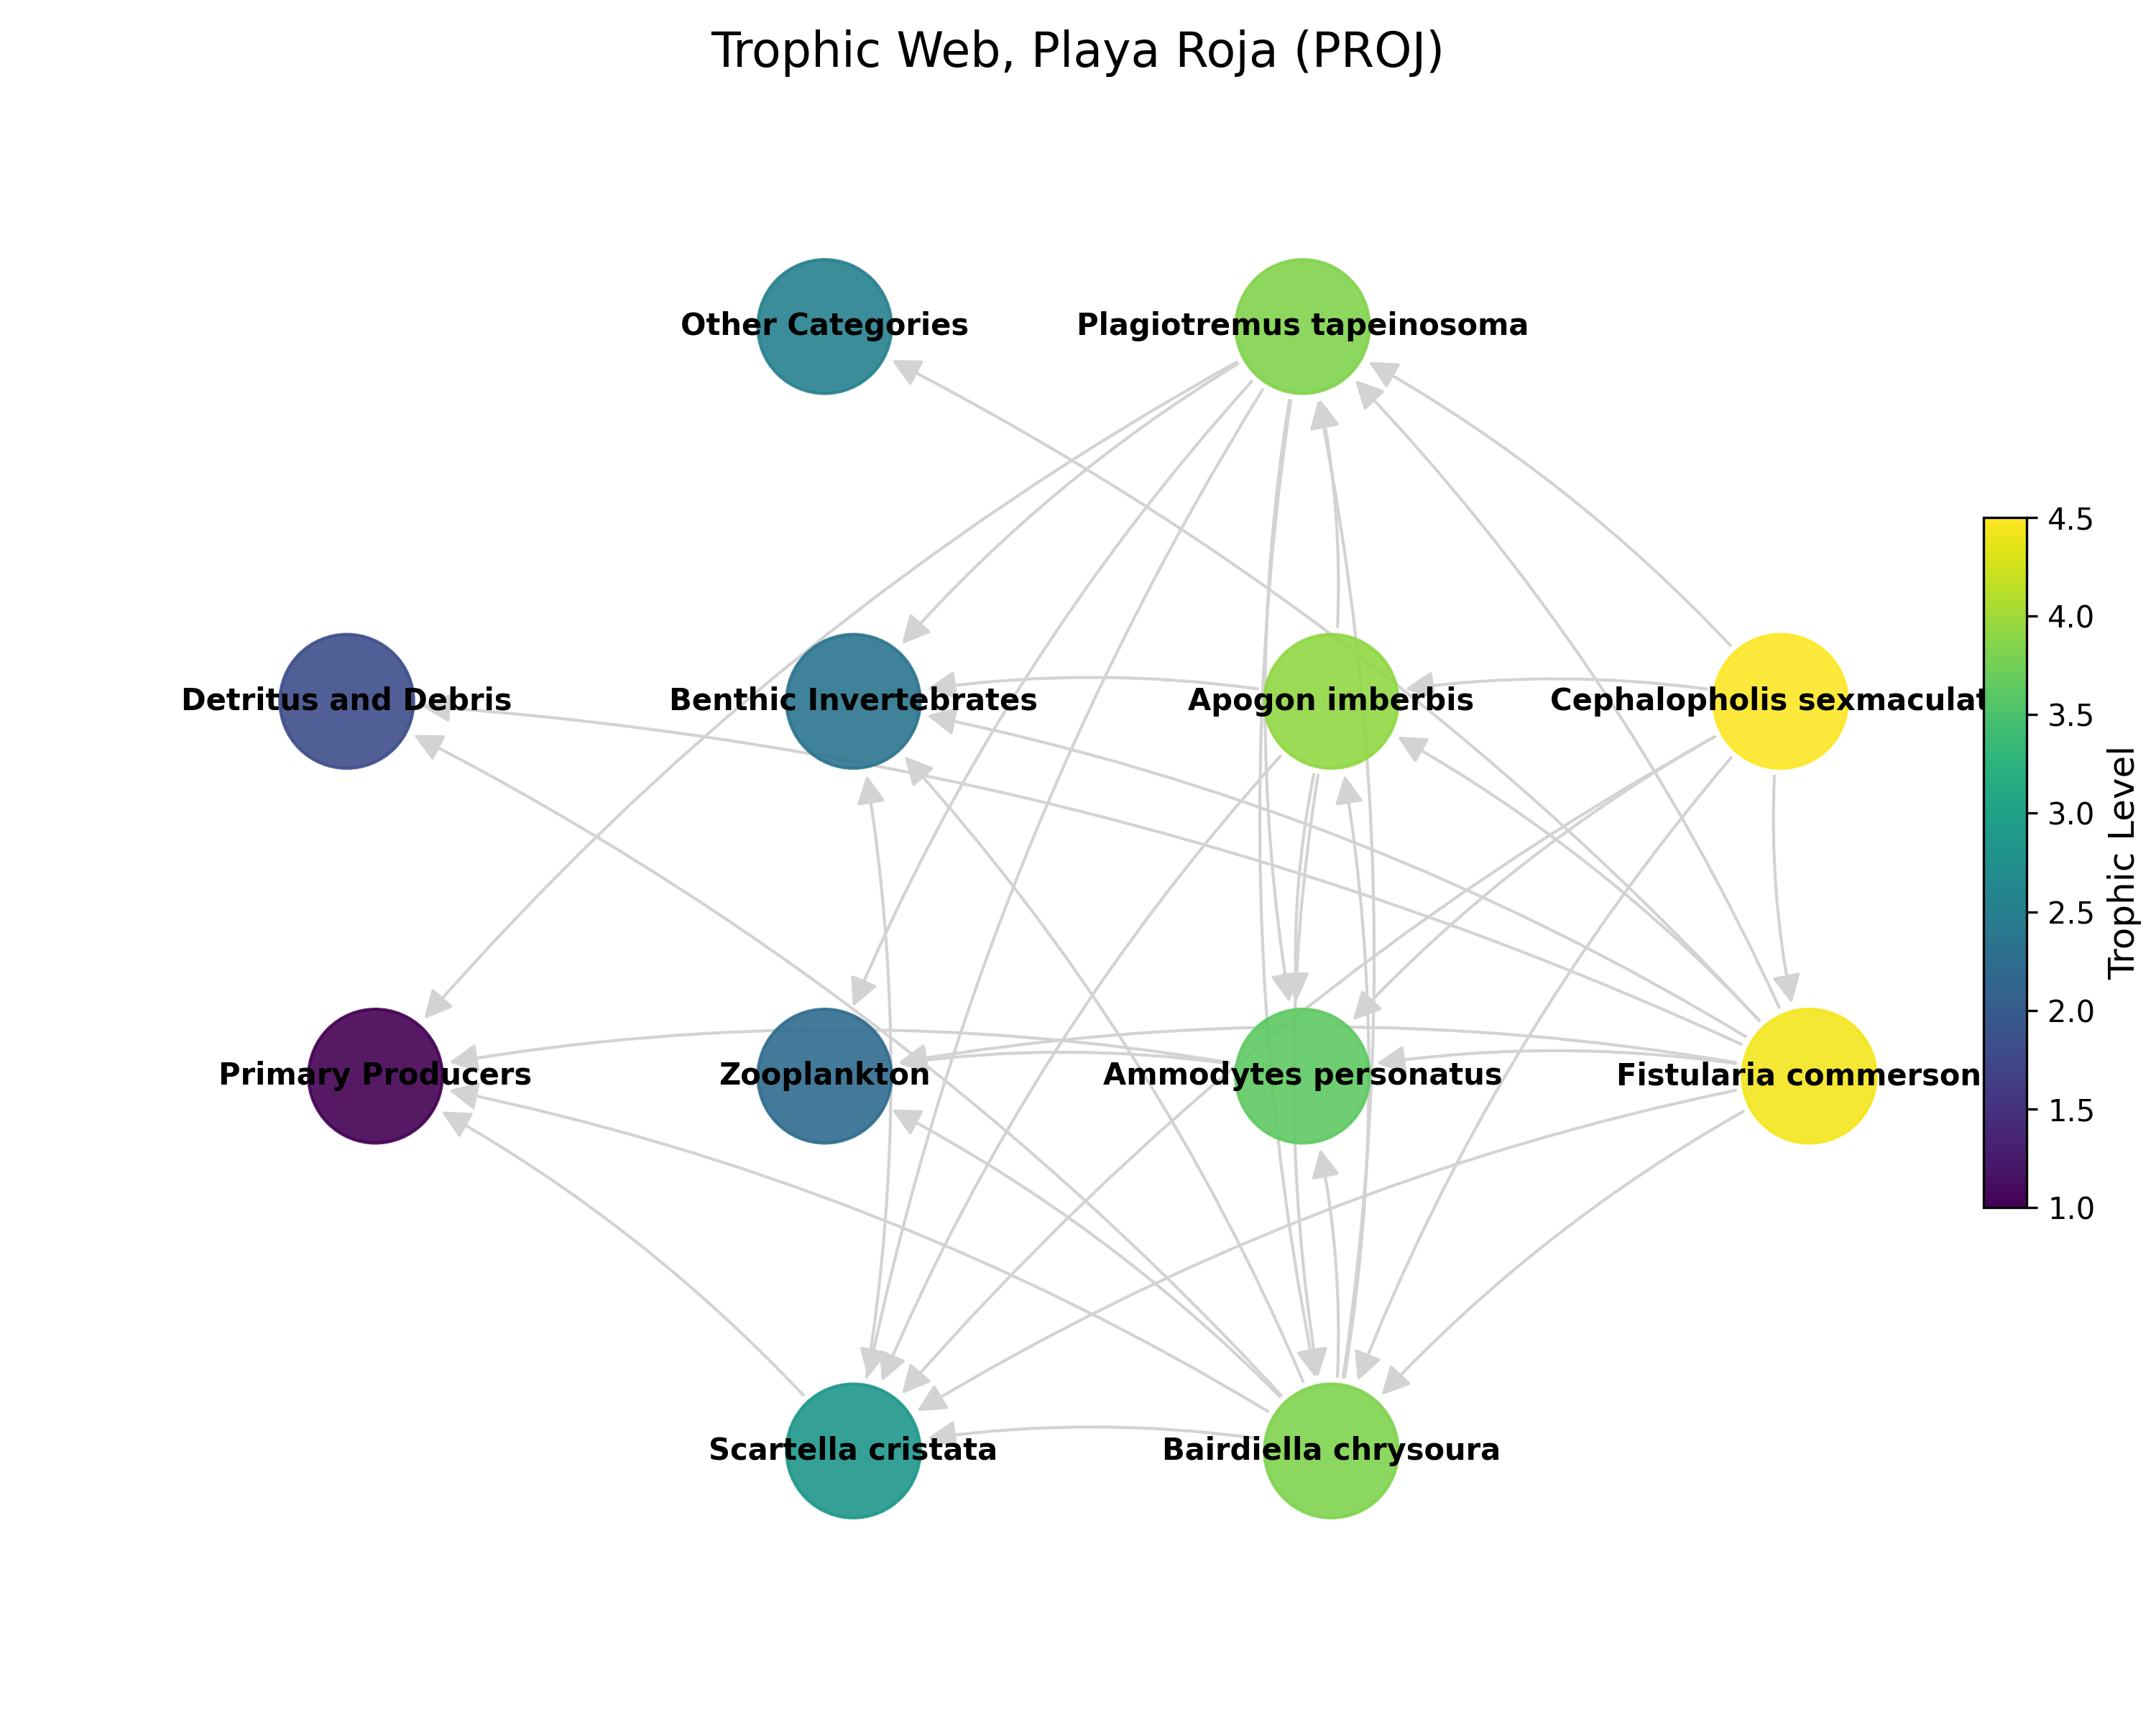 Trophic Web, Playa Roja (PROJ)
Other Categories
Plagiotremus tapeinosoma
Detritus and Debris
Benthic Invertebrates
Apogon imberbis
Cephalopholis sexmaculat
Primary Producers
Zooplankton
Ammodytes personatus
Fistularia commerson
Scartella cristata
Bairdiella chrysoura
4.5
4.0
3.5
3.0
2.5
2.0
1.5
1.0
Trophic Level